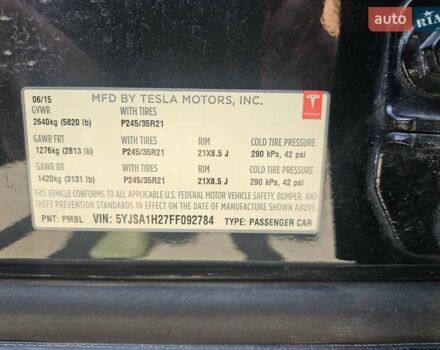 auto RIA
06/15 MFD BY TESLA MOTORS, INC.
GVWR WITH TIRES
2640kg (5820 lb) P245/35R21 TESLA
GAWR FRT WITH TIRES RIM COLD TIRE PRESSURE
1276kg (2813 lb) P245/35R21 21X8.5 J 290 kPa, 42 psi
GAWR RR WITH TIRES RIM COLD TIRE PRESSURE
1420kg (3131 lb) P245/35R21 21X8.5 J 290 kPa, 42 psi
THIS VEHICLE CONFORMS TO ALL APPLICABLE FEDERAL MOTOR VEHICLE SAFETY, BUMPER, AND
THEFT PREVENTION STANDARDS IN EFFECT ON THE DATE OF MANUFACTURE SHOWN ABOVE.
PNT: PMBL VIN: 5YJSA1H27FF092784 TYPE: PASSENGER CAR